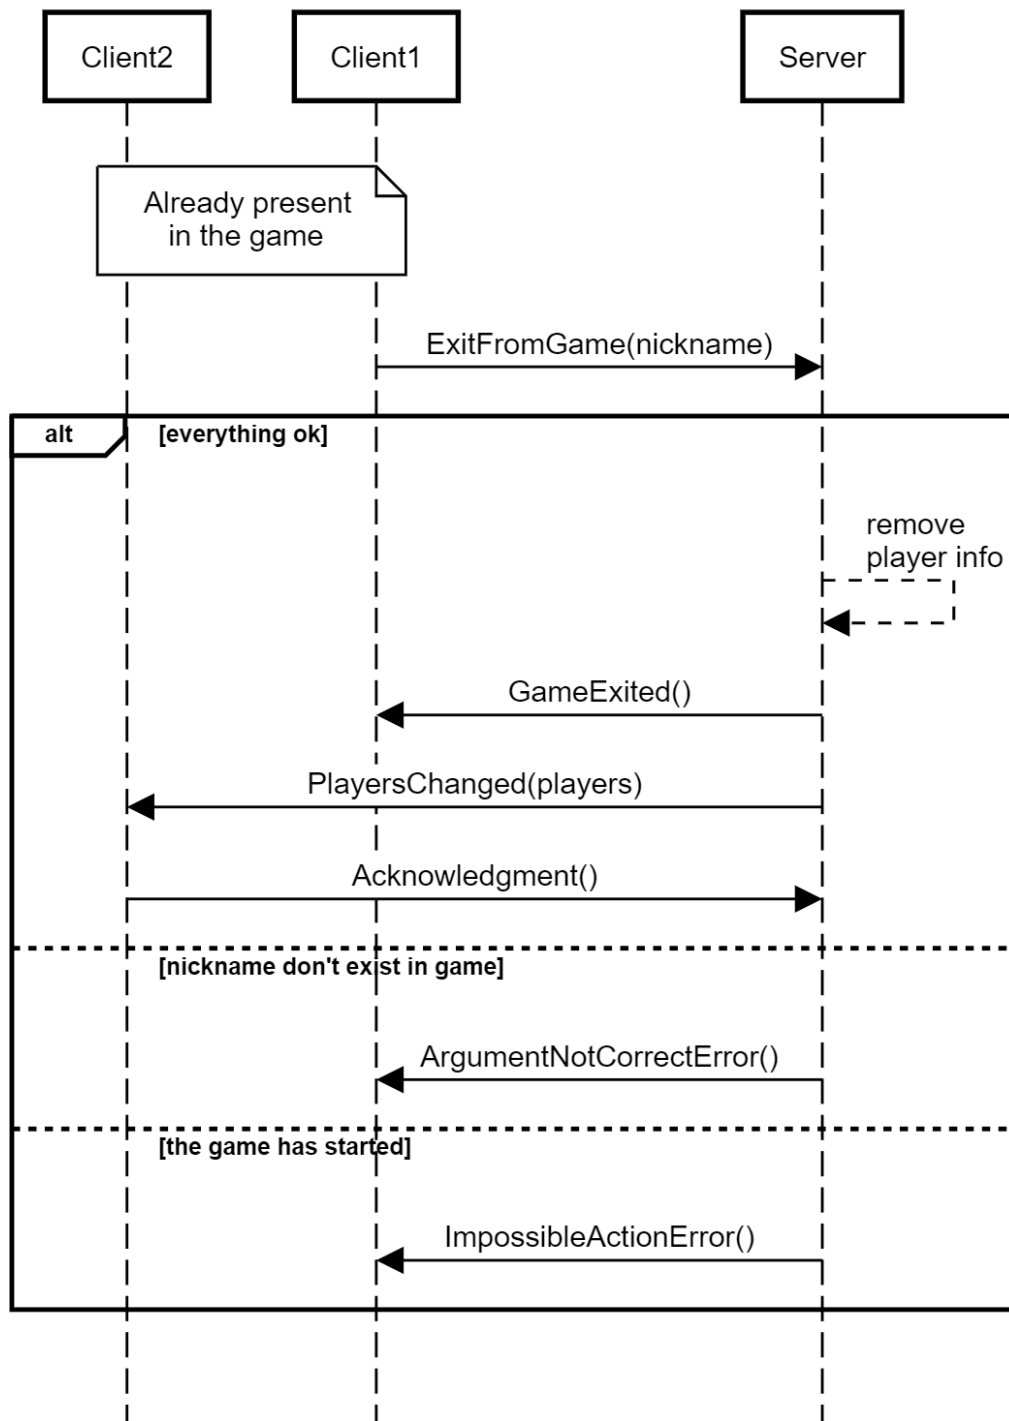 Client2
Client1
Server
Already present
in the game
ExitFromGame(nickname)
alt
[everything ok]
remove
player info
GameExited()
PlayersChanged(players)
Acknowledgment()
[nickname don't exist in game]
ArgumentNotCorrectError()
[the game has started]
ImpossibleActionError()